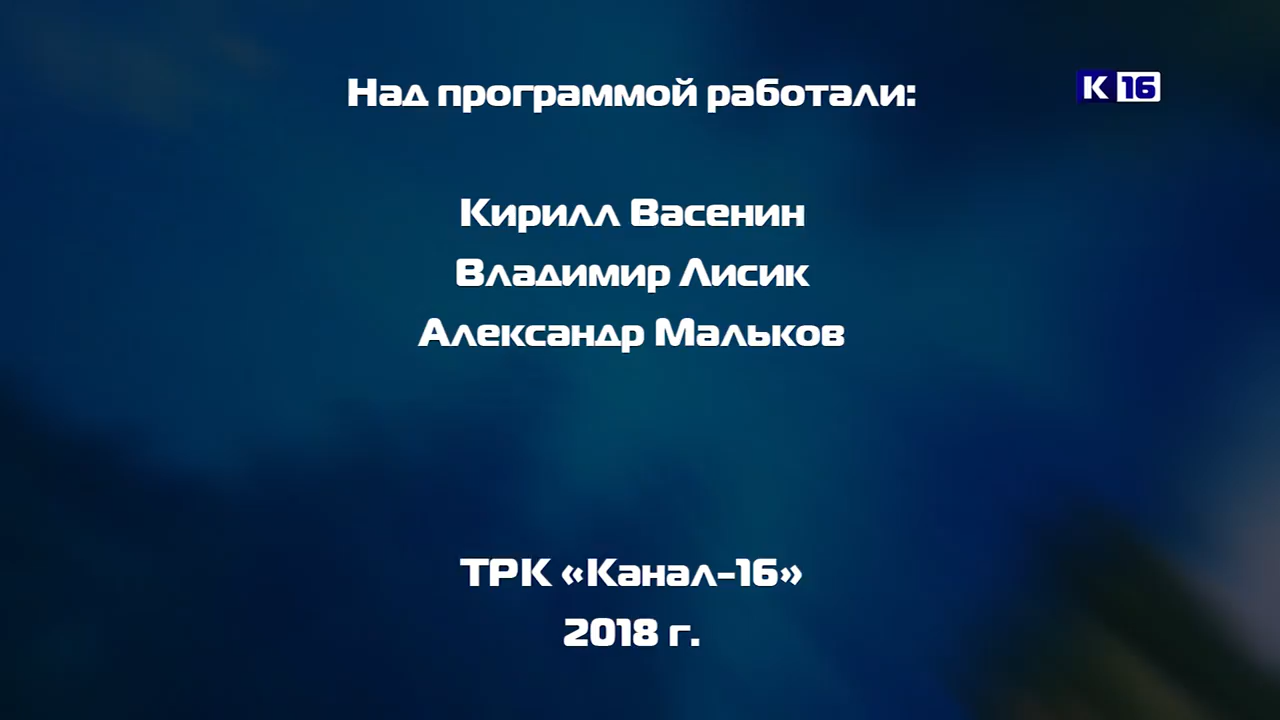 Над программой работали:
К 16
Кирилл Васенин
Владимир Лисик
Александр Мальков
ТРК «Канал-16»
2018 г.